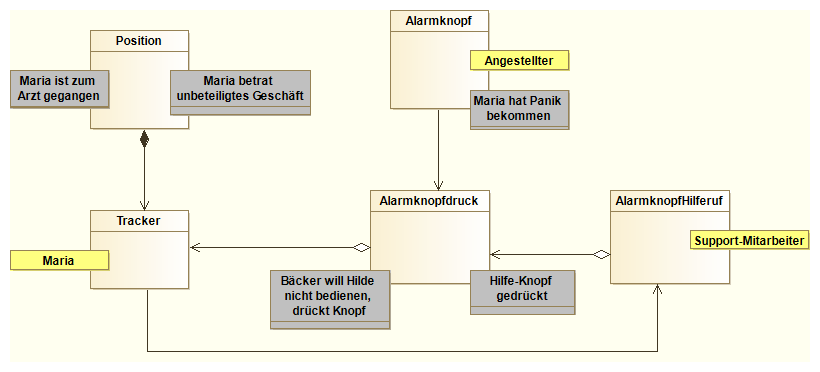 Position
Alarmknopf
Maria ist zum
Arzt gegangen
Maria betrat
unbeteiligtes Geschäft
Angestellter
Maria hat Panik
bekommen
Tracker
Alarmknopfdruck
AlarmknopfHilferuf
Maria
Support-Mitarbeiter
Bäcker will Hilde
nicht bedienen,
drückt Knopf
Hilfe-Knopf
gedrückt